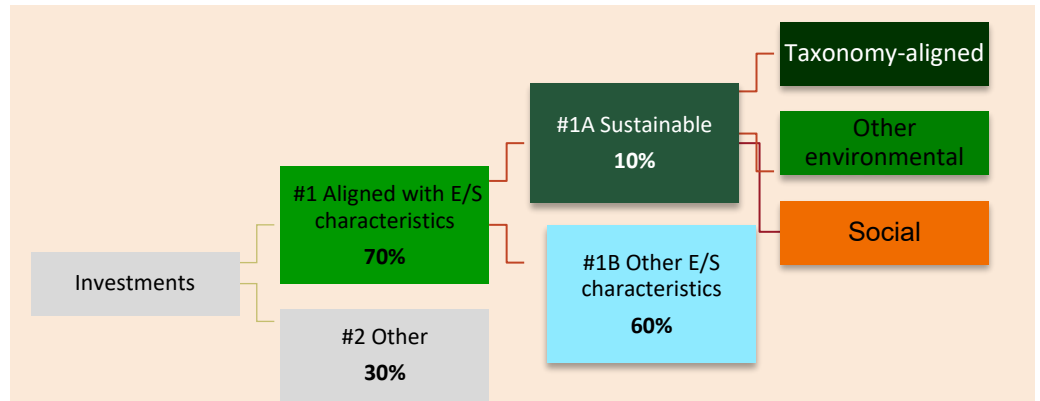 Investments
#1 Aligned with E/S
characteristics
70%
#2 Other
30%
#1A Sustainable
10%
#1B Other E/S
characteristics
60%
Taxonomy-aligned
Other
environmental
Social